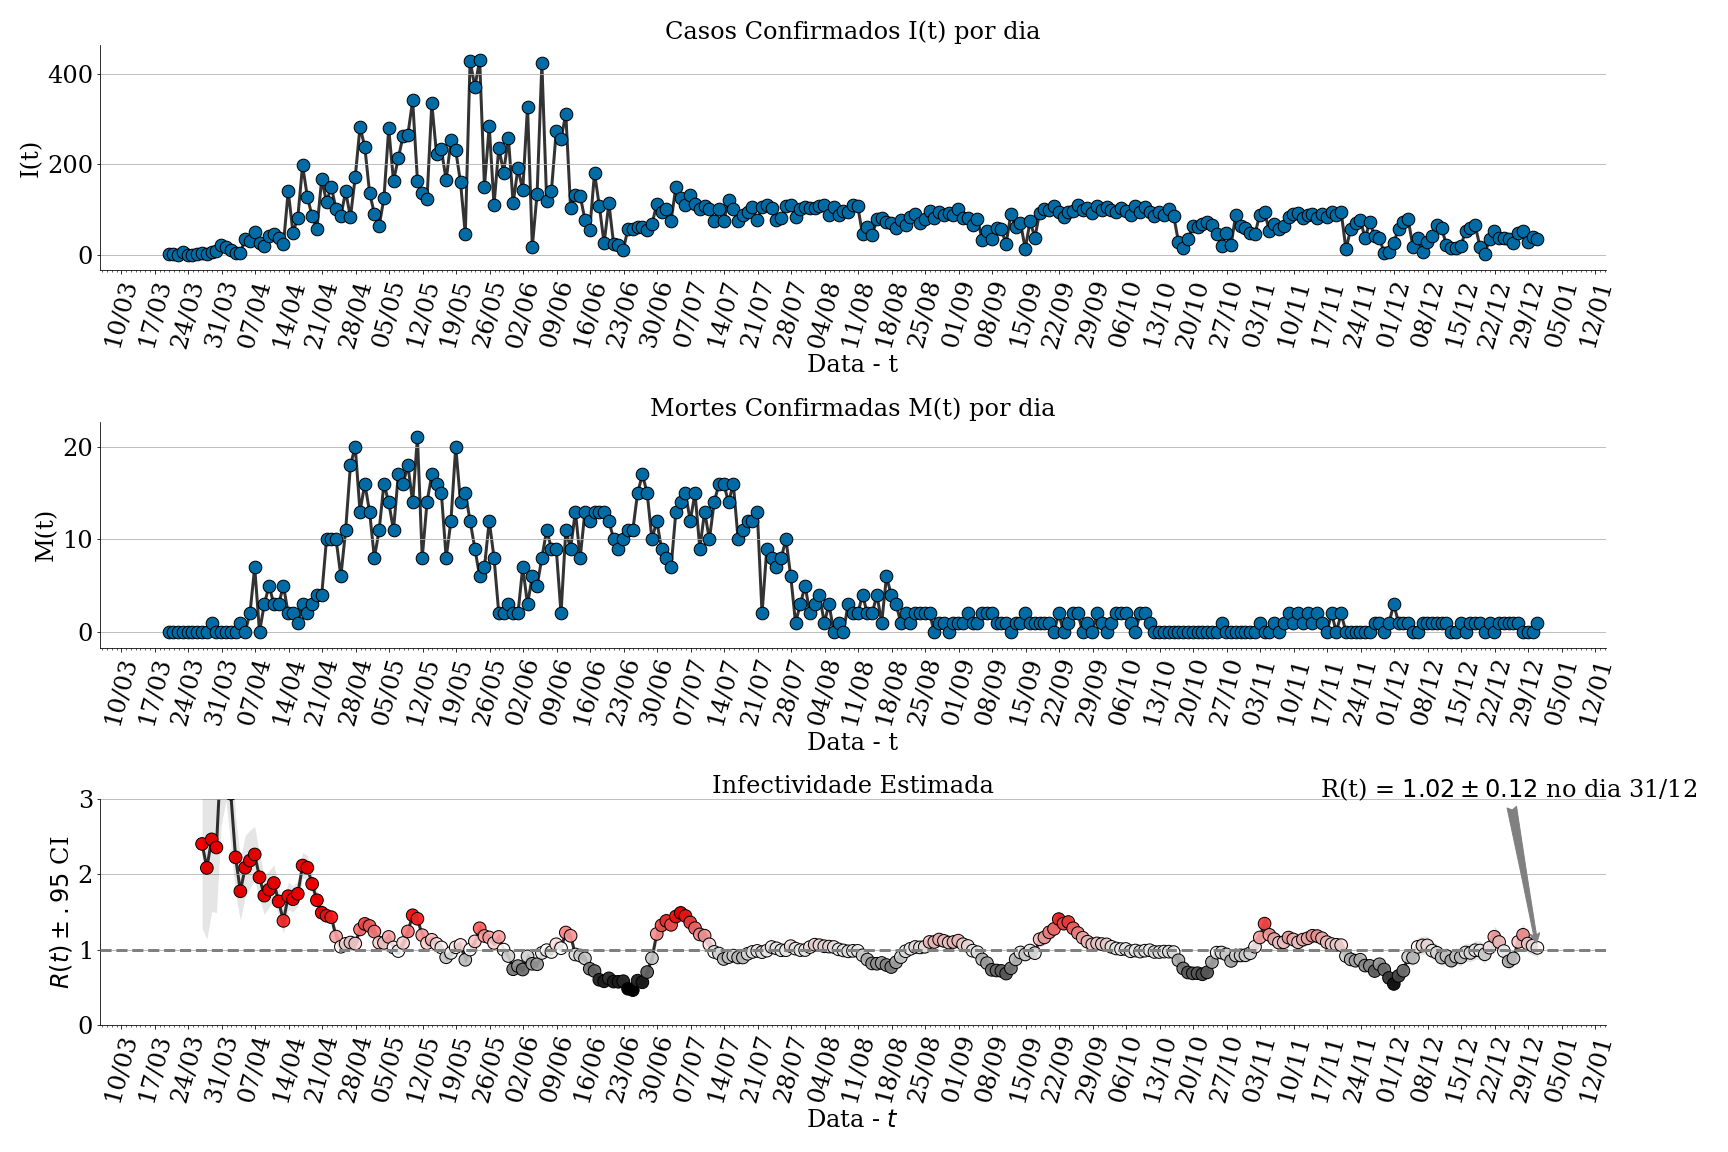 Casos Confirmados I(t) por dia
400
200
0
I(t)
10/03 17/03 24/03 31/03 07/04 14/04 21/04 28/04 05/05 12/05 19/05 26/05 02/06 09/06 16/06 23/06 30/06 07/07 14/07 21/07 28/07 04/08 11/08 18/08 25/08 01/09 08/09 15/09 22/09 29/09 06/10 13/10 20/10 27/10 03/11 10/11 17/11 24/11 01/12 08/12 15/12 22/12 29/12 05/01 12/01
Data - t
Mortes Confirmadas M(t) por dia
20
10
0
M(t)
10/03 17/03 24/03 31/03 07/04 14/04 21/04 28/04 05/05 12/05 19/05 26/05 02/06 09/06 16/06 23/06 30/06 07/07 14/07 21/07 28/07 04/08 11/08 18/08 25/08 01/09 08/09 15/09 22/09 29/09 06/10 13/10 20/10 27/10 03/11 10/11 17/11 24/11 01/12 08/12 15/12 22/12 29/12 05/01 12/01
Data - t
Infectividade Estimada
R(t) = 1.02 ± 0.12 no dia 31/12
3
2
1
0
R(t) ± .95 CI
10/03 17/03 24/03 31/03 07/04 14/04 21/04 28/04 05/05 12/05 19/05 26/05 02/06 09/06 16/06 23/06 30/06 07/07 14/07 21/07 28/07 04/08 11/08 18/08 25/08 01/09 08/09 15/09 22/09 29/09 06/10 13/10 20/10 27/10 03/11 10/11 17/11 24/11 01/12 08/12 15/12 22/12 29/12 05/01 12/01
Data - t